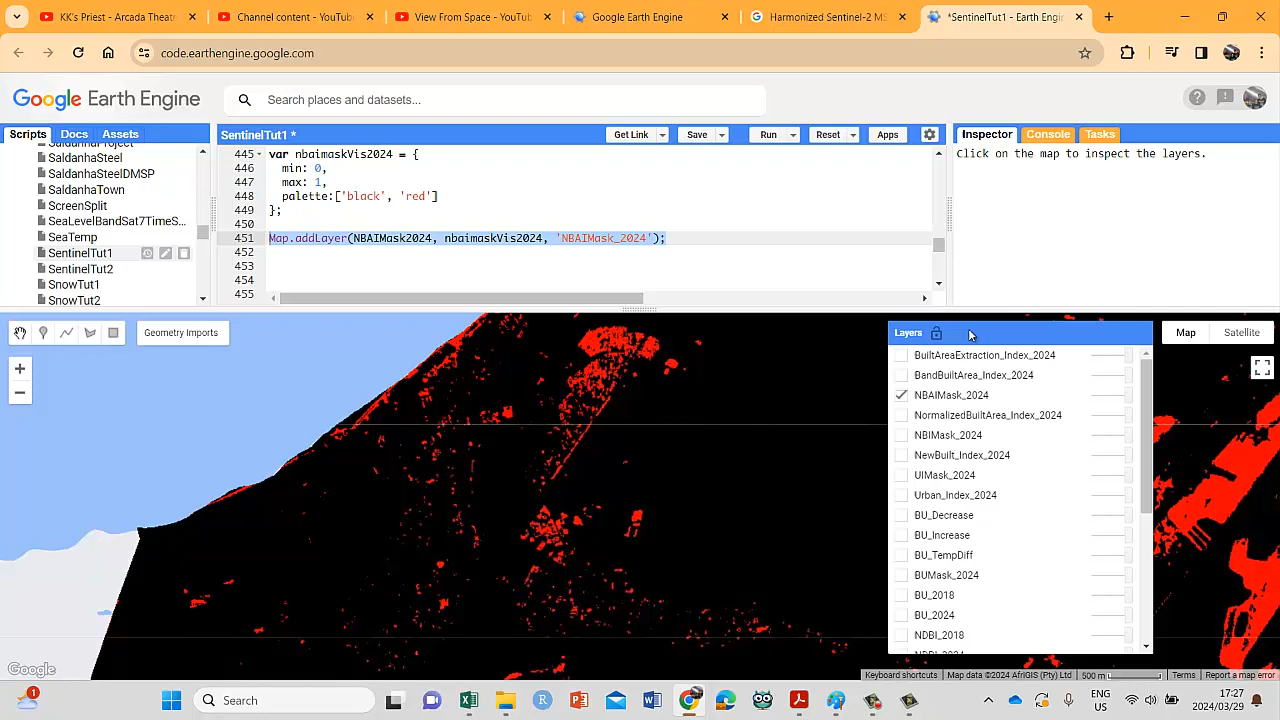 KK's Priest - Arcada Theatr
Channel content - YouTub
View From Space - YouTub
Google Earth Engine
Harmonized Sentinel-2 MS
*SentinelTut1 - Earth Engin
code.earthengine.google.com
Google Earth Engine
Search places and datasets...
Scripts Docs Assets
SentinelTut1 *
Get Link Save Run Reset Apps
Inspector Console Tasks
SaldanhaProject
SaldanhaSteel
SaldanhaSteelDMSP
SaldanhaTown
ScreenSplit
SeaLevelBandSat7TimeS...
SeaTemp
SentinelTut1
SentinelTut2
SnowTut1
SnowTut2
445 var nbaimaskVis2024 = {
446 min: 0,
447 max: 1,
448 palette:['black', 'red']
449 };
450
451 Map.addLayer(NBAIMask2024, nbaimaskVis2024, 'NBAIMask_2024');
452
453
454
455
Click on the map to inspect the layers.
Geometry Imports
+
−
Layers
Map Satellite
BuiltAreaExtraction_Index_2024
BandBuiltArea_Index_2024
NBAIMask_2024
NormalizedBuiltArea_Index_2024
NBIMask_2024
NewBuilt_Index_2024
UIMask_2024
Urban_Index_2024
BU_Decrease
BU_Increase
BU_TempDiff
BUMask_2024
BU_2018
BU_2024
NDBI_2018
NDBI_2024
Google
Keyboard shortcuts Map data ©2024 AfriGIS (Pty) Ltd 500 m Terms Report a map error
1
Search
ENG
US
17:27
2024/03/29